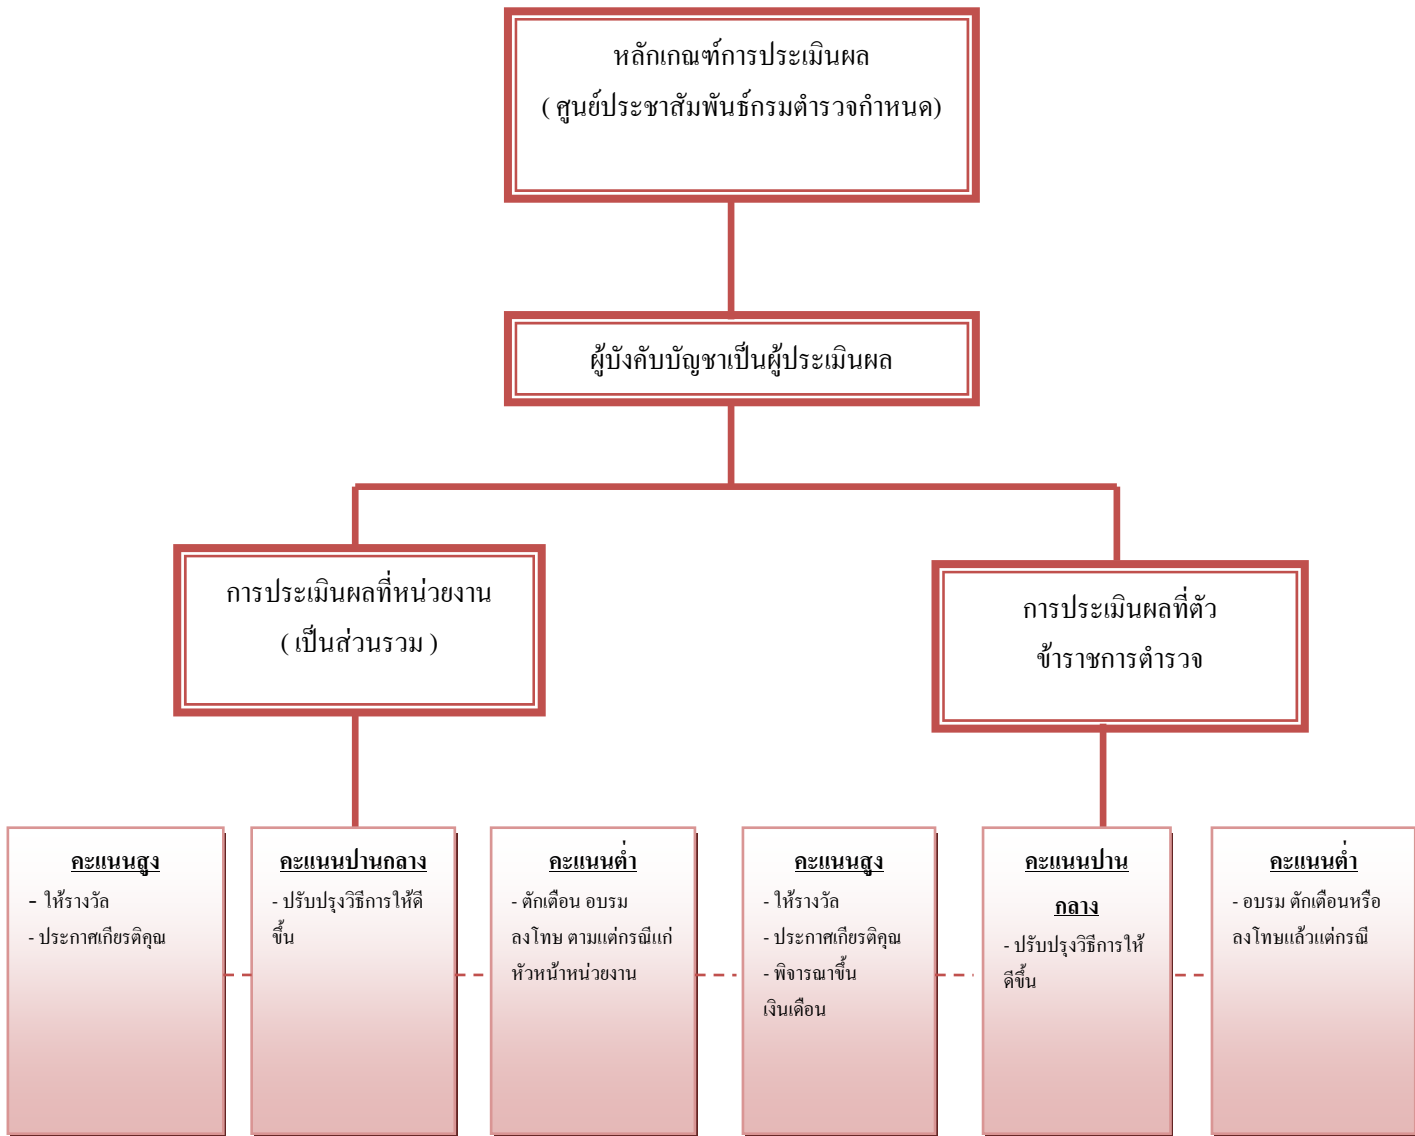 หลักเกณฑ์การประเมินผล
( ศูนย์ประชาสัมพันธ์กรมตำรวจกำหนด)
ผู้บังคับบัญชาเป็นผู้ประเมินผล
การประเมินผลที่หน่วยงาน
( เป็นส่วนรวม )
การประเมินผลที่ตัว
ข้าราชการตำรวจ
คะแนนสูง
- ให้รางวัล
- ประกาศเกียรติคุณ
คะแนนปานกลาง
- ปรับปรุงวิธีการให้ดี
ขึ้น
คะแนนต่ำ
- ตักเตือน อบรม
ลงโทษ ตามแต่กรณีแก่
หัวหน้าหน่วยงาน
คะแนนสูง
- ให้รางวัล
- ประกาศเกียรติคุณ
- พิจารณาขึ้น
เงินเดือน
คะแนนปาน
กลาง
- ปรับปรุงวิธีการให้
ดีขึ้น
คะแนนต่ำ
- อบรม ตักเตือนหรือ
ลงโทษแล้วแต่กรณี